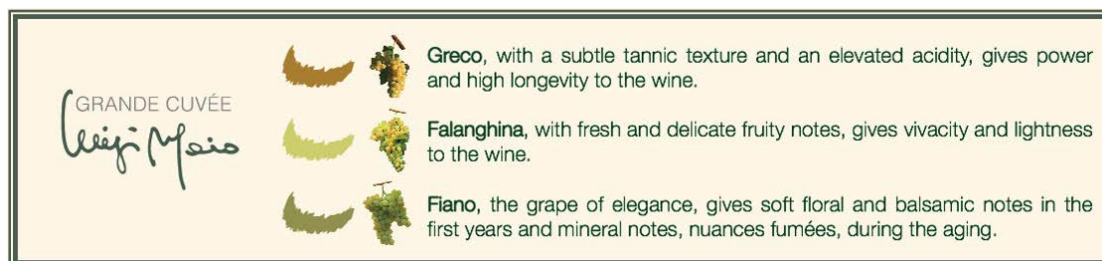 GRANDE CUVÉE
Luigi Moio
Greco, with a subtle tannic texture and an elevated acidity, gives power
and high longevity to the wine.
Falanghina, with fresh and delicate fruity notes, gives vivacity and lightness
to the wine.
Fiano, the grape of elegance, gives soft floral and balsamic notes in the
first years and mineral notes, nuances fumées, during the aging.